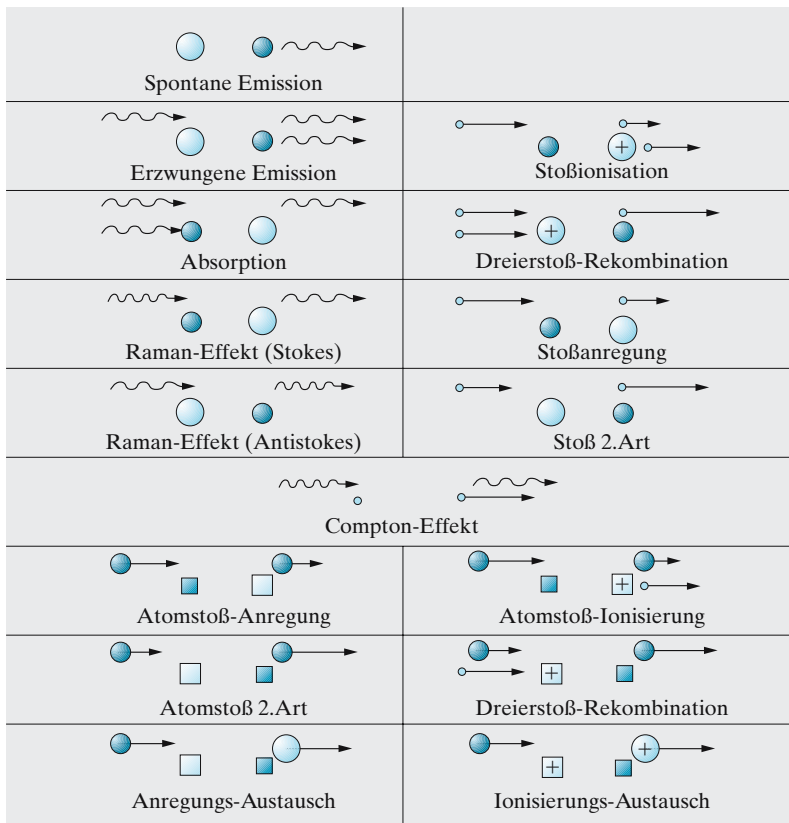 Spontane Emission
Erzwungene Emission
+
Stoßionisation
Absorption
+
Dreierstoß-Rekombination
Raman-Effekt (Stokes)
Stoßanregung
Raman-Effekt (Antistokes)
Stoß 2.Art
Compton-Effekt
Atomstoß-Anregung
+
Atomstoß-Ionisierung
Atomstoß 2.Art
+
Dreierstoß-Rekombination
Anregungs-Austausch
+
+
Ionisierungs-Austausch